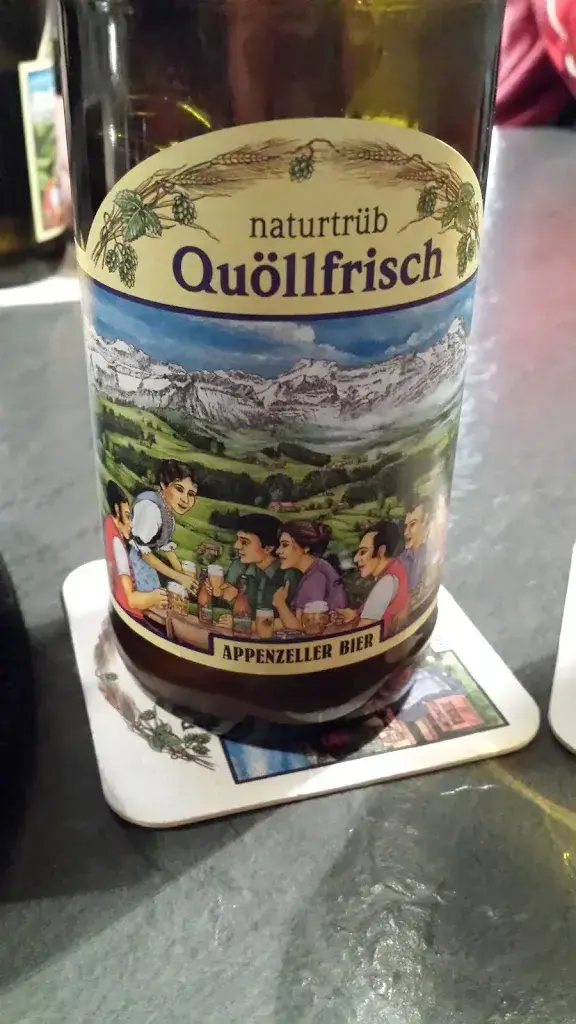 naturtrüb
Quöllfrisch
APPENZELLER BIER